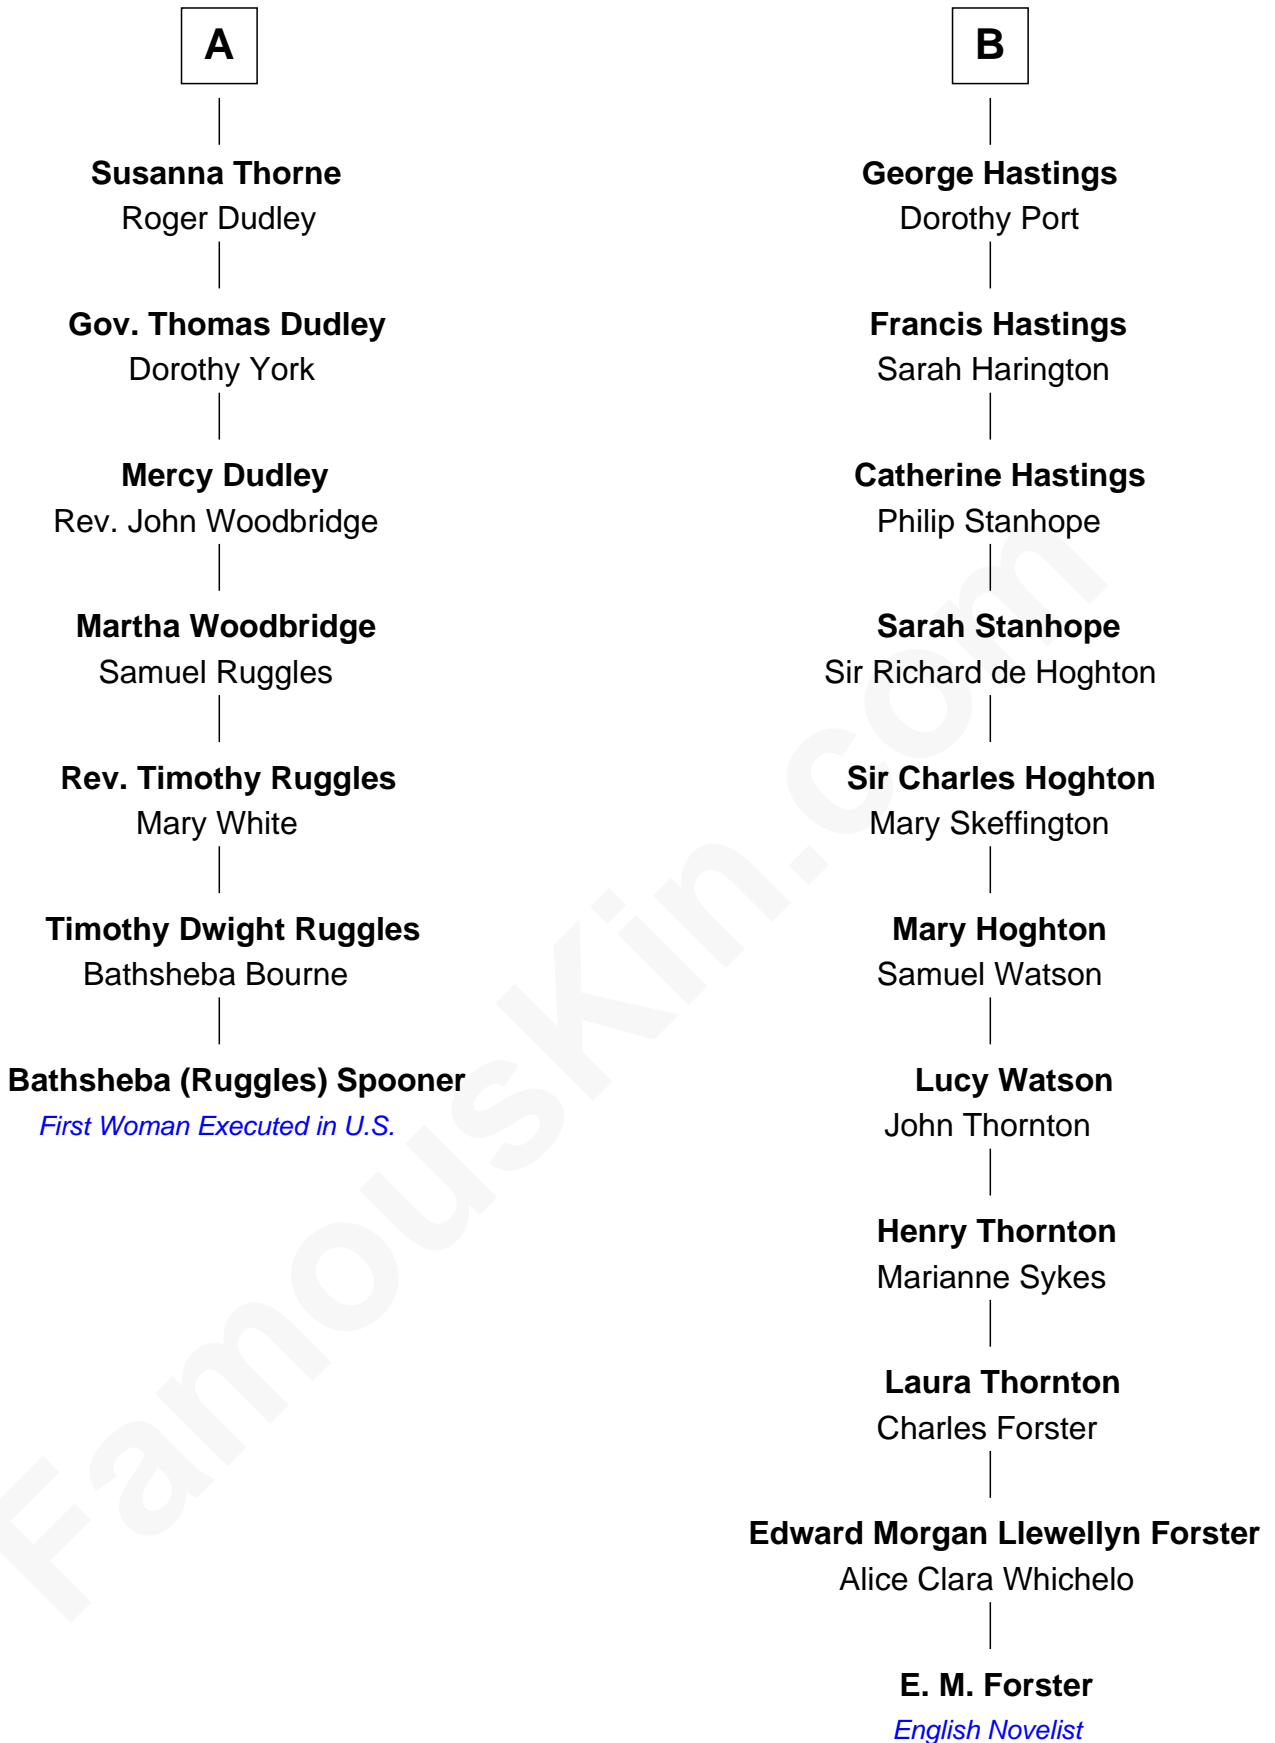 A
Susanna Thorne
Roger Dudley
Gov. Thomas Dudley
Dorothy York
Mercy Dudley
Rev. John Woodbridge
Martha Woodbridge
Samuel Ruggles
Rev. Timothy Ruggles
Mary White
Timothy Dwight Ruggles
Bathsheba Bourne
Bathsheba (Ruggles) Spooner
First Woman Executed in U.S.
B
George Hastings
Dorothy Port
Francis Hastings
Sarah Harington
Catherine Hastings
Philip Stanhope
Sarah Stanhope
Sir Richard de Hoghton
Sir Charles Hoghton
Mary Skeffington
Mary Hoghton
Samuel Watson
Lucy Watson
John Thornton
Henry Thornton
Marianne Sykes
Laura Thornton
Charles Forster
Edward Morgan Llewellyn Forster
Alice Clara Whichelo
E. M. Forster
English Novelist
FamousKin.com